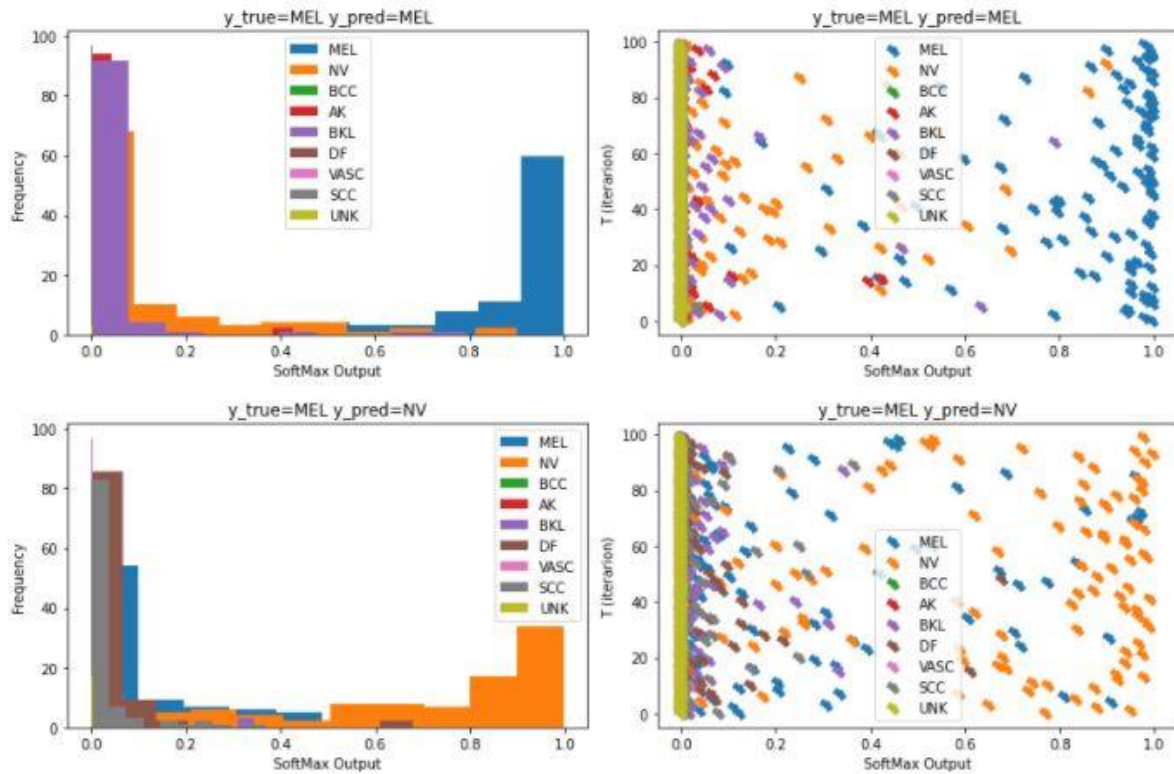 y_true=MEL y_pred=MEL
100
80
60
40
20
0
Frequency
MEL
NV
BCC
AK
BKL
DF
VASC
SCC
UNK
0.0 0.2 0.4 0.6 0.8 1.0
SoftMax Output
y_true=MEL y_pred=MEL
100
80
60
40
20
0
T (iterarion)
MEL
NV
BCC
AK
BKL
DF
VASC
SCC
UNK
0.0 0.2 0.4 0.6 0.8 1.0
SoftMax Output
y_true=MEL y_pred=NV
100
80
60
40
20
0
Frequency
MEL
NV
BCC
AK
BKL
DF
VASC
SCC
UNK
0.0 0.2 0.4 0.6 0.8 1.0
SoftMax Output
y_true=MEL y_pred=NV
100
80
60
40
20
0
T (iterarion)
MEL
NV
BCC
AK
BKL
DF
VASC
SCC
UNK
0.0 0.2 0.4 0.6 0.8 1.0
SoftMax Output